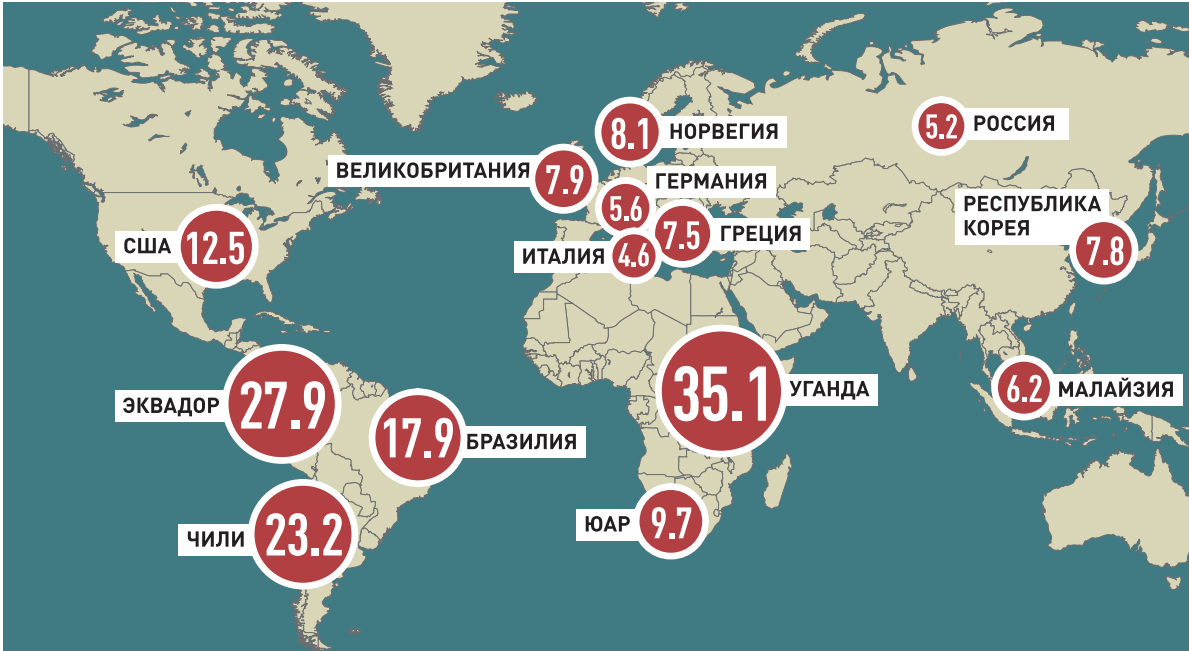 8.1 НОРВЕГИЯ
5.2 РОССИЯ
ВЕЛИКОБРИТАНИЯ 7.9
ГЕРМАНИЯ
5.6
РЕСПУБЛИКА
КОРЕЯ
7.8
США 12.5
7.5 ГРЕЦИЯ
ИТАЛИЯ 4.6
ЭКВАДОР 27.9
35.1 УГАНДА
6.2 МАЛАЙЗИЯ
17.9 БРАЗИЛИЯ
ЧИЛИ 23.2
ЮАР 9.7